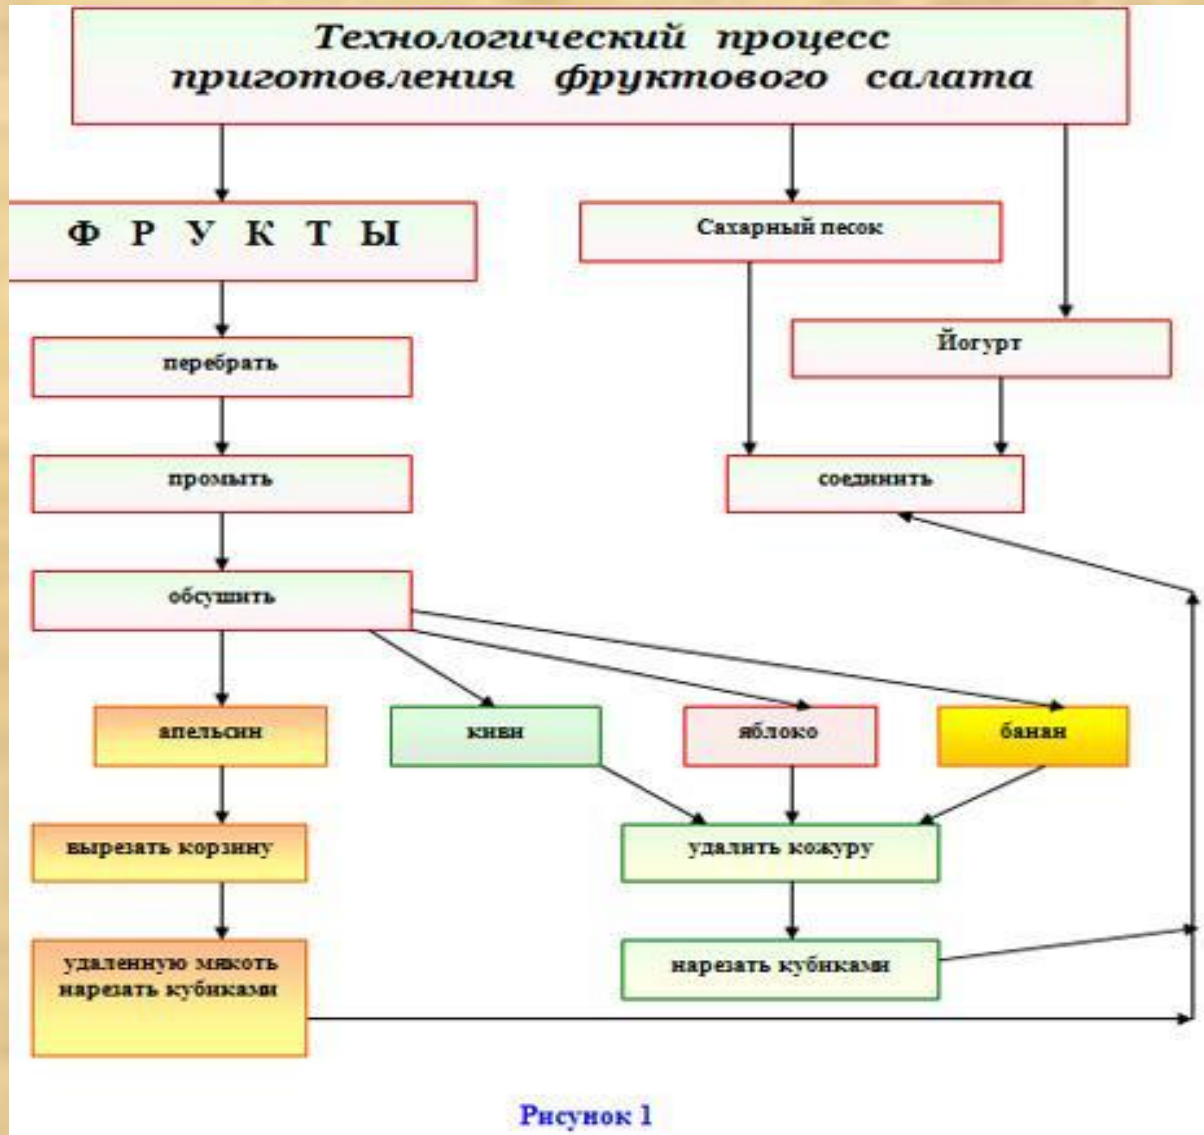 Технологический процесс
приготовления фруктового салата
Ф Р У К Т Ы
Сахарный песок
Йогурт
перебрать
промыть
соединить
обсушить
апельсин
киви
яблоко
банан
вырезать корзину
удалить кожуру
удаленную мякоть
нарезать кубиками
нарезать кубиками
Рисунок 1